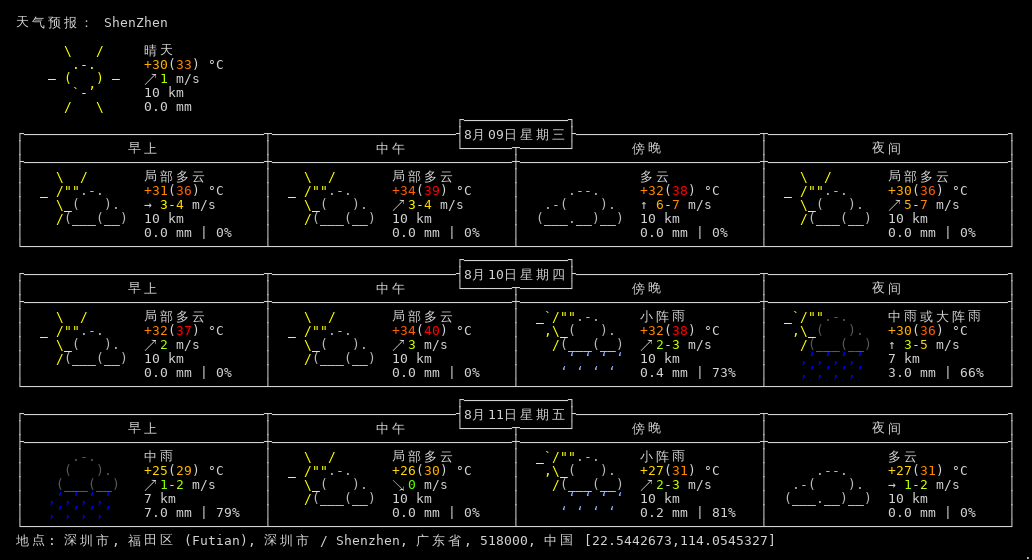 天气预报： ShenZhen
晴天
+30(33) °C
↗1 m/s
10 km
0.0 mm
8月09日星期三
早上 中午 傍晚 夜间
局部多云 局部多云 多云 局部多云
+31(36) °C +34(39) °C +32(38) °C +30(36) °C
→ 3-4 m/s ↗3-4 m/s ↑ 6-7 m/s ↗5-7 m/s
10 km 10 km 10 km 10 km
0.0 mm | 0% 0.0 mm | 0% 0.0 mm | 0% 0.0 mm | 0%
8月10日星期四
早上 中午 傍晚 夜间
局部多云 局部多云 小阵雨 中雨或大阵雨
+32(37) °C +34(40) °C +32(38) °C +30(36) °C
↗2 m/s ↗3 m/s ↗2-3 m/s ↑ 3-5 m/s
10 km 10 km 10 km 7 km
0.0 mm | 0% 0.0 mm | 0% 0.4 mm | 73% 3.0 mm | 66%
8月11日星期五
早上 中午 傍晚 夜间
中雨 局部多云 小阵雨 多云
+25(29) °C +26(30) °C +27(31) °C +27(31) °C
↗1-2 m/s ↘0 m/s ↗2-3 m/s → 1-2 m/s
7 km 10 km 10 km 10 km
7.0 mm | 79% 0.0 mm | 0% 0.2 mm | 81% 0.0 mm | 0%
地点: 深圳市, 福田区 (Futian), 深圳市 / Shenzhen, 广东省, 518000, 中国 [22.5442673,114.0545327]